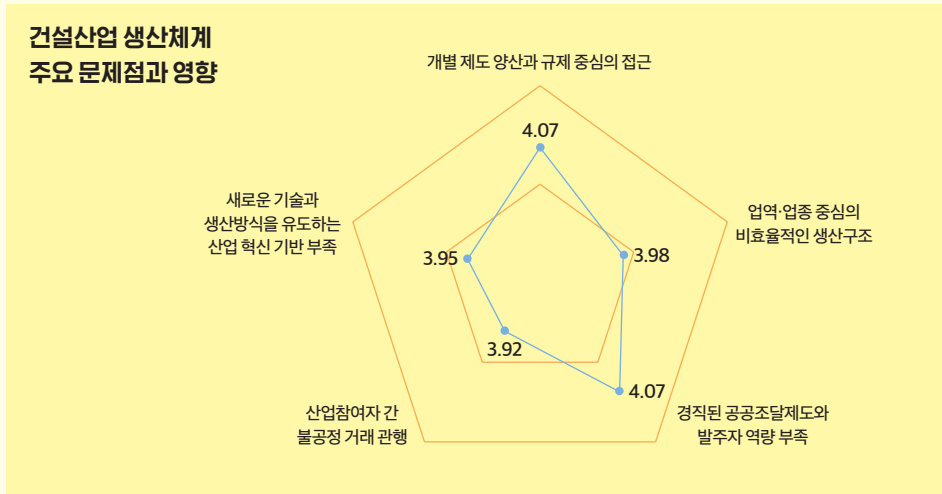 건설산업 생산체계
주요 문제점과 영향
개별 제도 양산과 규제 중심의 접근
4.07
업역·업종 중심의
비효율적인 생산구조
3.98
경직된 공공조달제도와
발주자 역량 부족
4.07
산업참여자 간
불공정 거래 관행
3.92
새로운 기술과
생산방식을 유도하는
산업 혁신 기반 부족
3.95